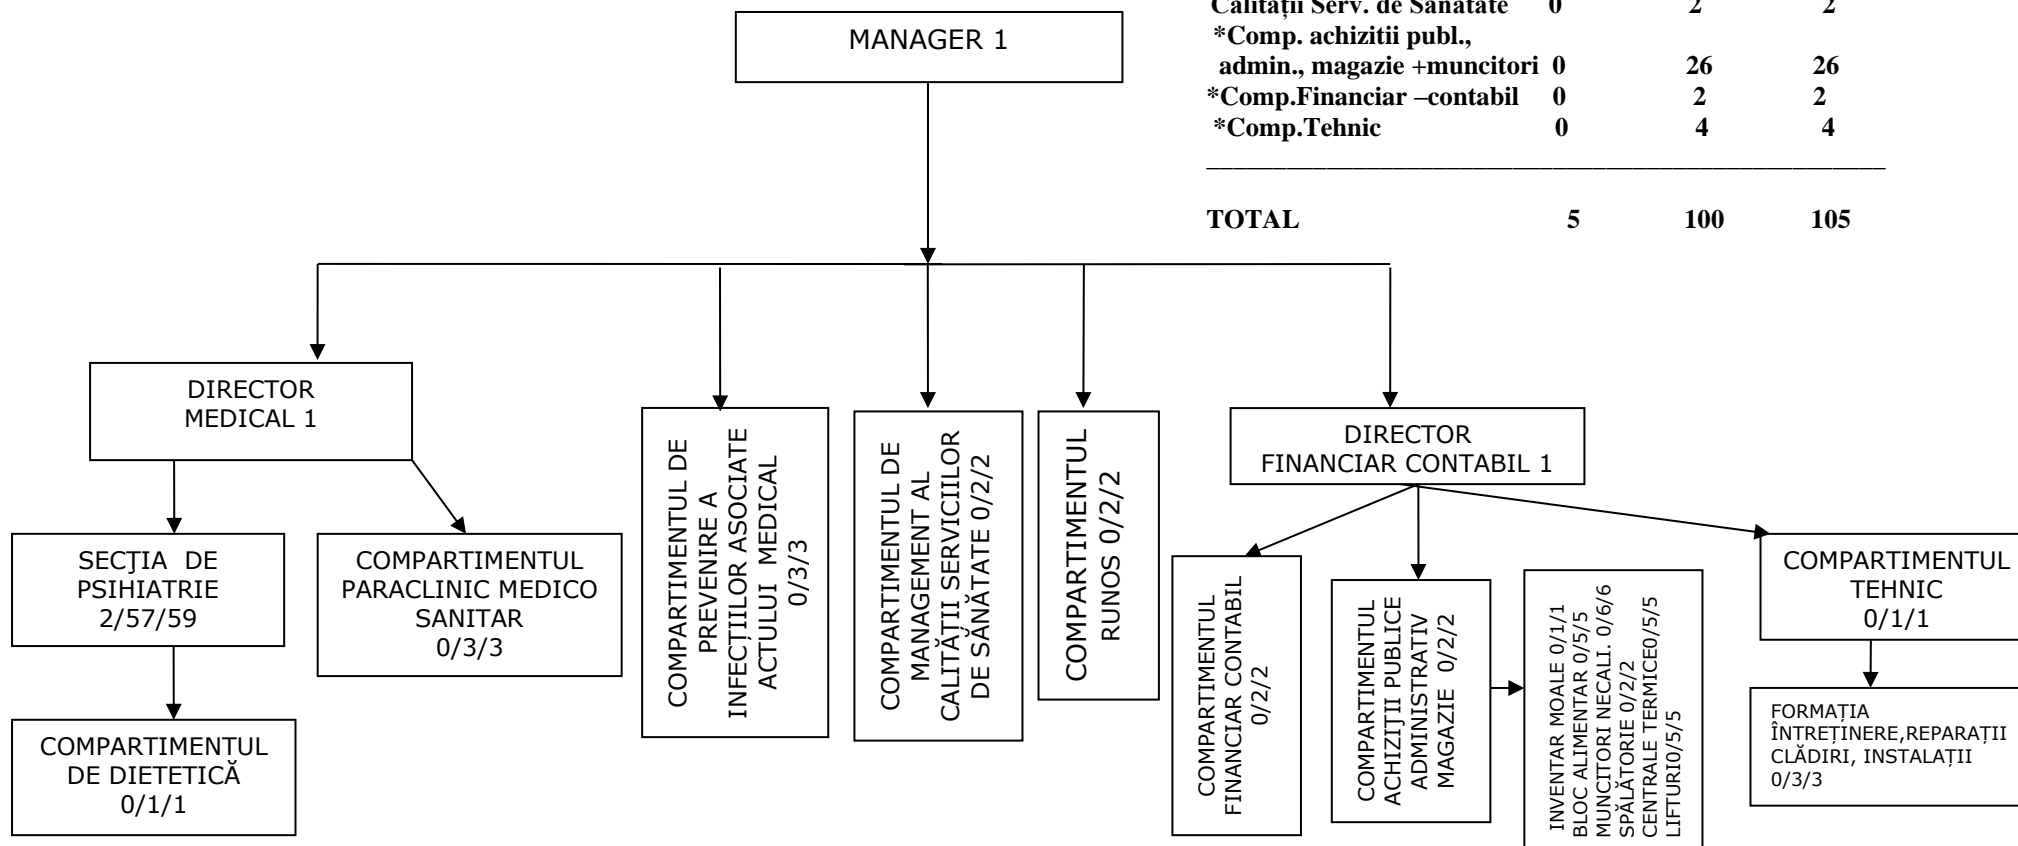 Calității Serv. de Sănătate 0 2 2
*Comp. achizitii publ.,
admin., magazie +muncitori 0 26 26
*Comp.Financiar –contabil 0 2 2
*Comp.Tehnic 0 4 4
TOTAL 5 100 105
MANAGER 1
DIRECTOR
MEDICAL 1
SECŢIA DE
PSIHIATRIE
2/57/59
COMPARTIMENTUL
DE DIETETICĂ
0/1/1
COMPARTIMENTUL
PARACLINIC MEDICO
SANITAR
0/3/3
COMPARTIMENTUL DE
PREVENIRE A
INFECȚIILOR ASOCIATE
ACTULUI MEDICAL
0/3/3
COMPARTIMENTUL DE
MANAGEMENT AL
CALITĂȚII SERVICIILOR
DE SĂNĂTATE 0/2/2
COMPARTIMENTUL
RUNOS 0/2/2
DIRECTOR
FINANCIAR CONTABIL 1
COMPARTIMENTUL
FINANCIAR CONTABIL
0/2/2
COMPARTIMENTUL
ACHIZIŢII PUBLICE
ADMINISTRATIV
MAGAZIE 0/2/2
INVENTAR MOALE 0/1/1
BLOC ALIMENTAR 0/5/5
MUNCITORI NECALI. 0/6/6
SPĂLĂTORIE 0/2/2
CENTRALE TERMICE0/5/5
LIFTURI0/5/5
COMPARTIMENTUL
TEHNIC
0/1/1
FORMAȚIA
ÎNTREȚINERE,REPARAȚII
CLĂDIRI, INSTALAȚII
0/3/3